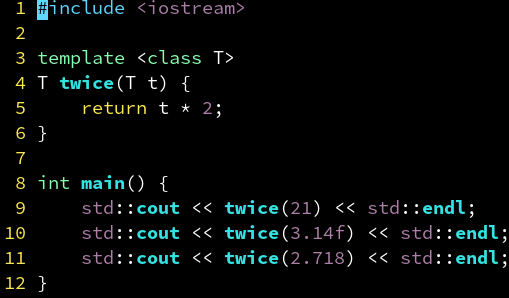 1 #include <iostream>
2
3 template <class T>
4 T twice(T t) {
5     return t * 2;
6 }
7
8 int main() {
9     std::cout << twice(21) << std::endl;
10     std::cout << twice(3.14f) << std::endl;
11     std::cout << twice(2.718) << std::endl;
12 }